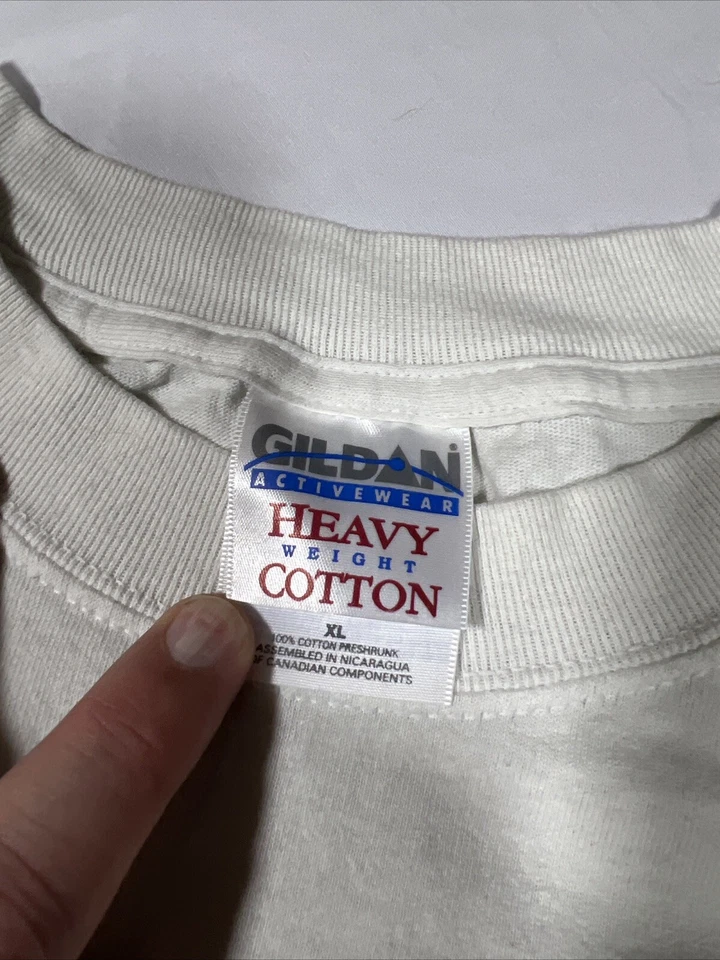 GILDAN®
ACTIVEWEAR
HEAVY
WEIGHT
COTTON
XL
100% COTTON PRESHRUNK
ASSEMBLED IN NICARAGUA
OF CANADIAN COMPONENTS